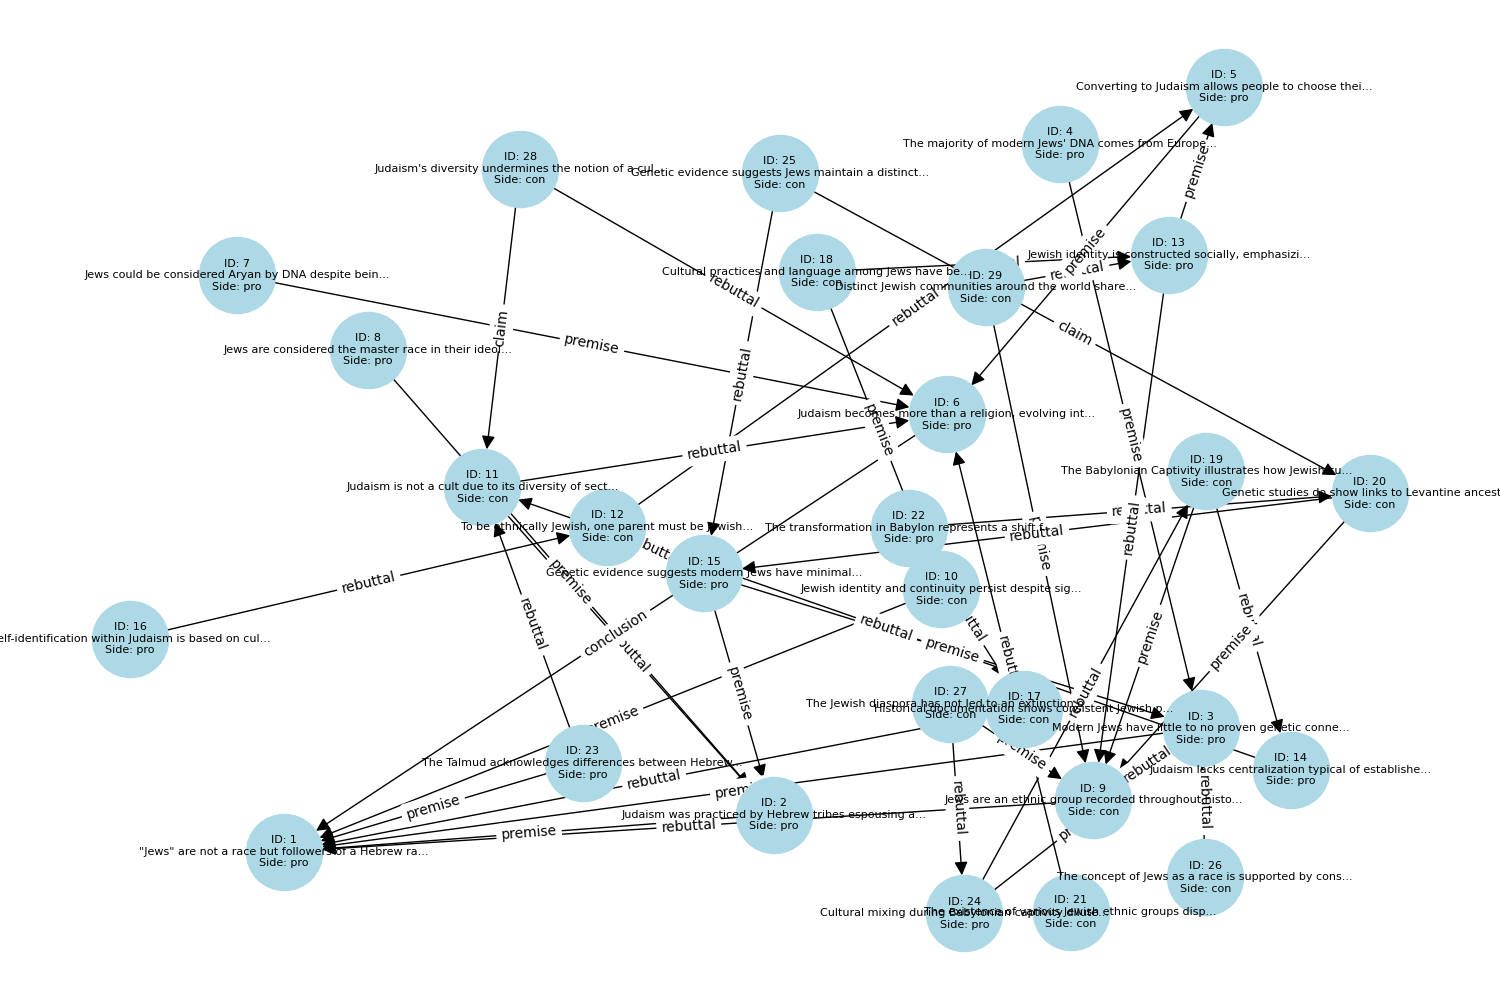 ID: 5
Converting to Judaism allows people to choose thei...
Side: pro
ID: 4
The majority of modern Jews' DNA comes from Europe...
Side: pro
ID: 28
Judaism's diversity undermines the notion of a cul...
Side: con
ID: 25
Genetic evidence suggests Jews maintain a distinct...
Side: con
premise
ID: 13
Jewish identity is constructed socially, emphasizi...
Side: pro
ID: 18
Cultural practices and language among Jews have be...
Side: con
ID: 7
Jews could be considered Aryan by DNA despite bein...
Side: pro
ID: 29
Distinct Jewish communities around the world share...
Side: con
premise
rebuttal
rebuttal
rebuttal
claim
claim
premise
ID: 8
Jews are considered the master race in their ideo...
Side: pro
rebuttal
ID: 6
Judaism becomes more than a religion, evolving int...
Side: pro
premise
premise
rebuttal
ID: 19
The Babylonian Captivity illustrates how Jewish cu...
Side: con
ID: 11
Judaism is not a cult due to its diversity of sect...
Side: con
ID: 20
Genetic studies do show links to Levantine ancest
Side: con
ID: 12
To be ethnically Jewish, one parent must be Jewish...
Side: con
ID: 22
The transformation in Babylon represents a shift f...
Side: pro
rebuttal
rebuttal
rebuttal
ID: 15
Genetic evidence suggests modern Jews have minimal...
Side: pro
rebuttal
premise
ID: 10
Jewish identity and continuity persist despite sig...
Side: con
ID: 16
elf-identification within Judaism is based on cul...
Side: pro
rebuttal
conclusion
rebuttal
premise
premise
premise
premise
ID: 27
The Jewish diaspora has not led to an extinction
Side: con
ID: 17
Historical documentation shows consistent Jewish p...
Side: con
rebuttal
ID: 3
Modern Jews have little to no proven genetic conne...
Side: pro
premise
ID: 23
The Talmud acknowledges differences between Hebrew
Side: pro
rebuttal
premise
rebuttal
ID: 14
Judaism lacks centralization typical of establishe...
Side: pro
ID: 9
Jews are an ethnic group recorded throughout histo...
Side: con
ID: 2
Judaism was practiced by Hebrew tribes espousing a...
Side: pro
premise
rebuttal
rebuttal
premise
rebuttal
ID: 1
"Jews" are not a race but followers of a Hebrew ra...
Side: pro
ID: 26
The concept of Jews as a race is supported by cons...
Side: con
ID: 24
Cultural mixing during Babylonian captivity dilute...
Side: pro
ID: 21
The existence of various Jewish ethnic groups disp...
Side: con